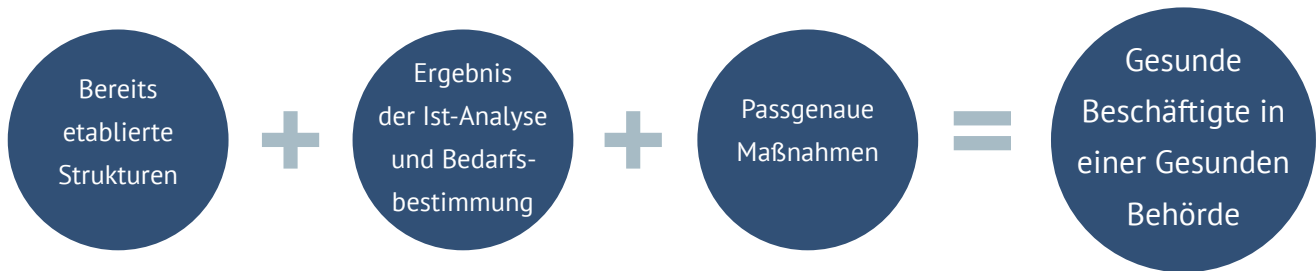 Bereits
etablierte
Strukturen
+
Ergebnis
der Ist-Analyse
und Bedarfs-
bestimmung
+
Passgenaue
Maßnahmen
=
Gesunde
Beschäftigte in
einer Gesunden
Behörde